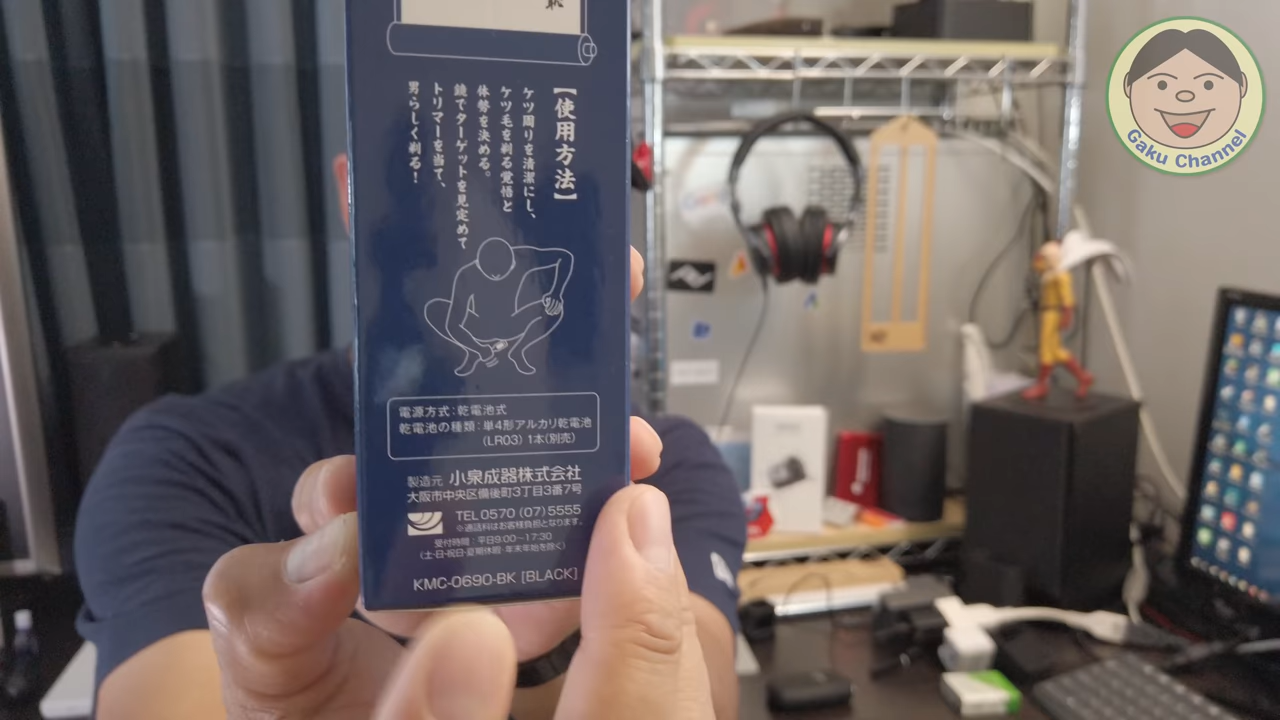 恥
【使用方法】
ケツ周りを清潔にし、
ケツ毛を剃る覚悟と
体勢を決める。
鏡でターゲットを見定めて
トリマーを当て、
男らしく剃る!
電源方式:乾電池式
乾電池の種類:単4形アルカリ乾電池
(LR03) 1本(別売)
製造元 小泉成器株式会社
大阪市中央区備後町3丁目3番7号
TEL 0570 (07) 5555
※通話料はお客様負担となります。
受付時間:平日9:00~17:30
(土・日・祝日・夏期休暇・年末年始を除く)
KMC-0690-BK [BLACK]
Gaku Channel